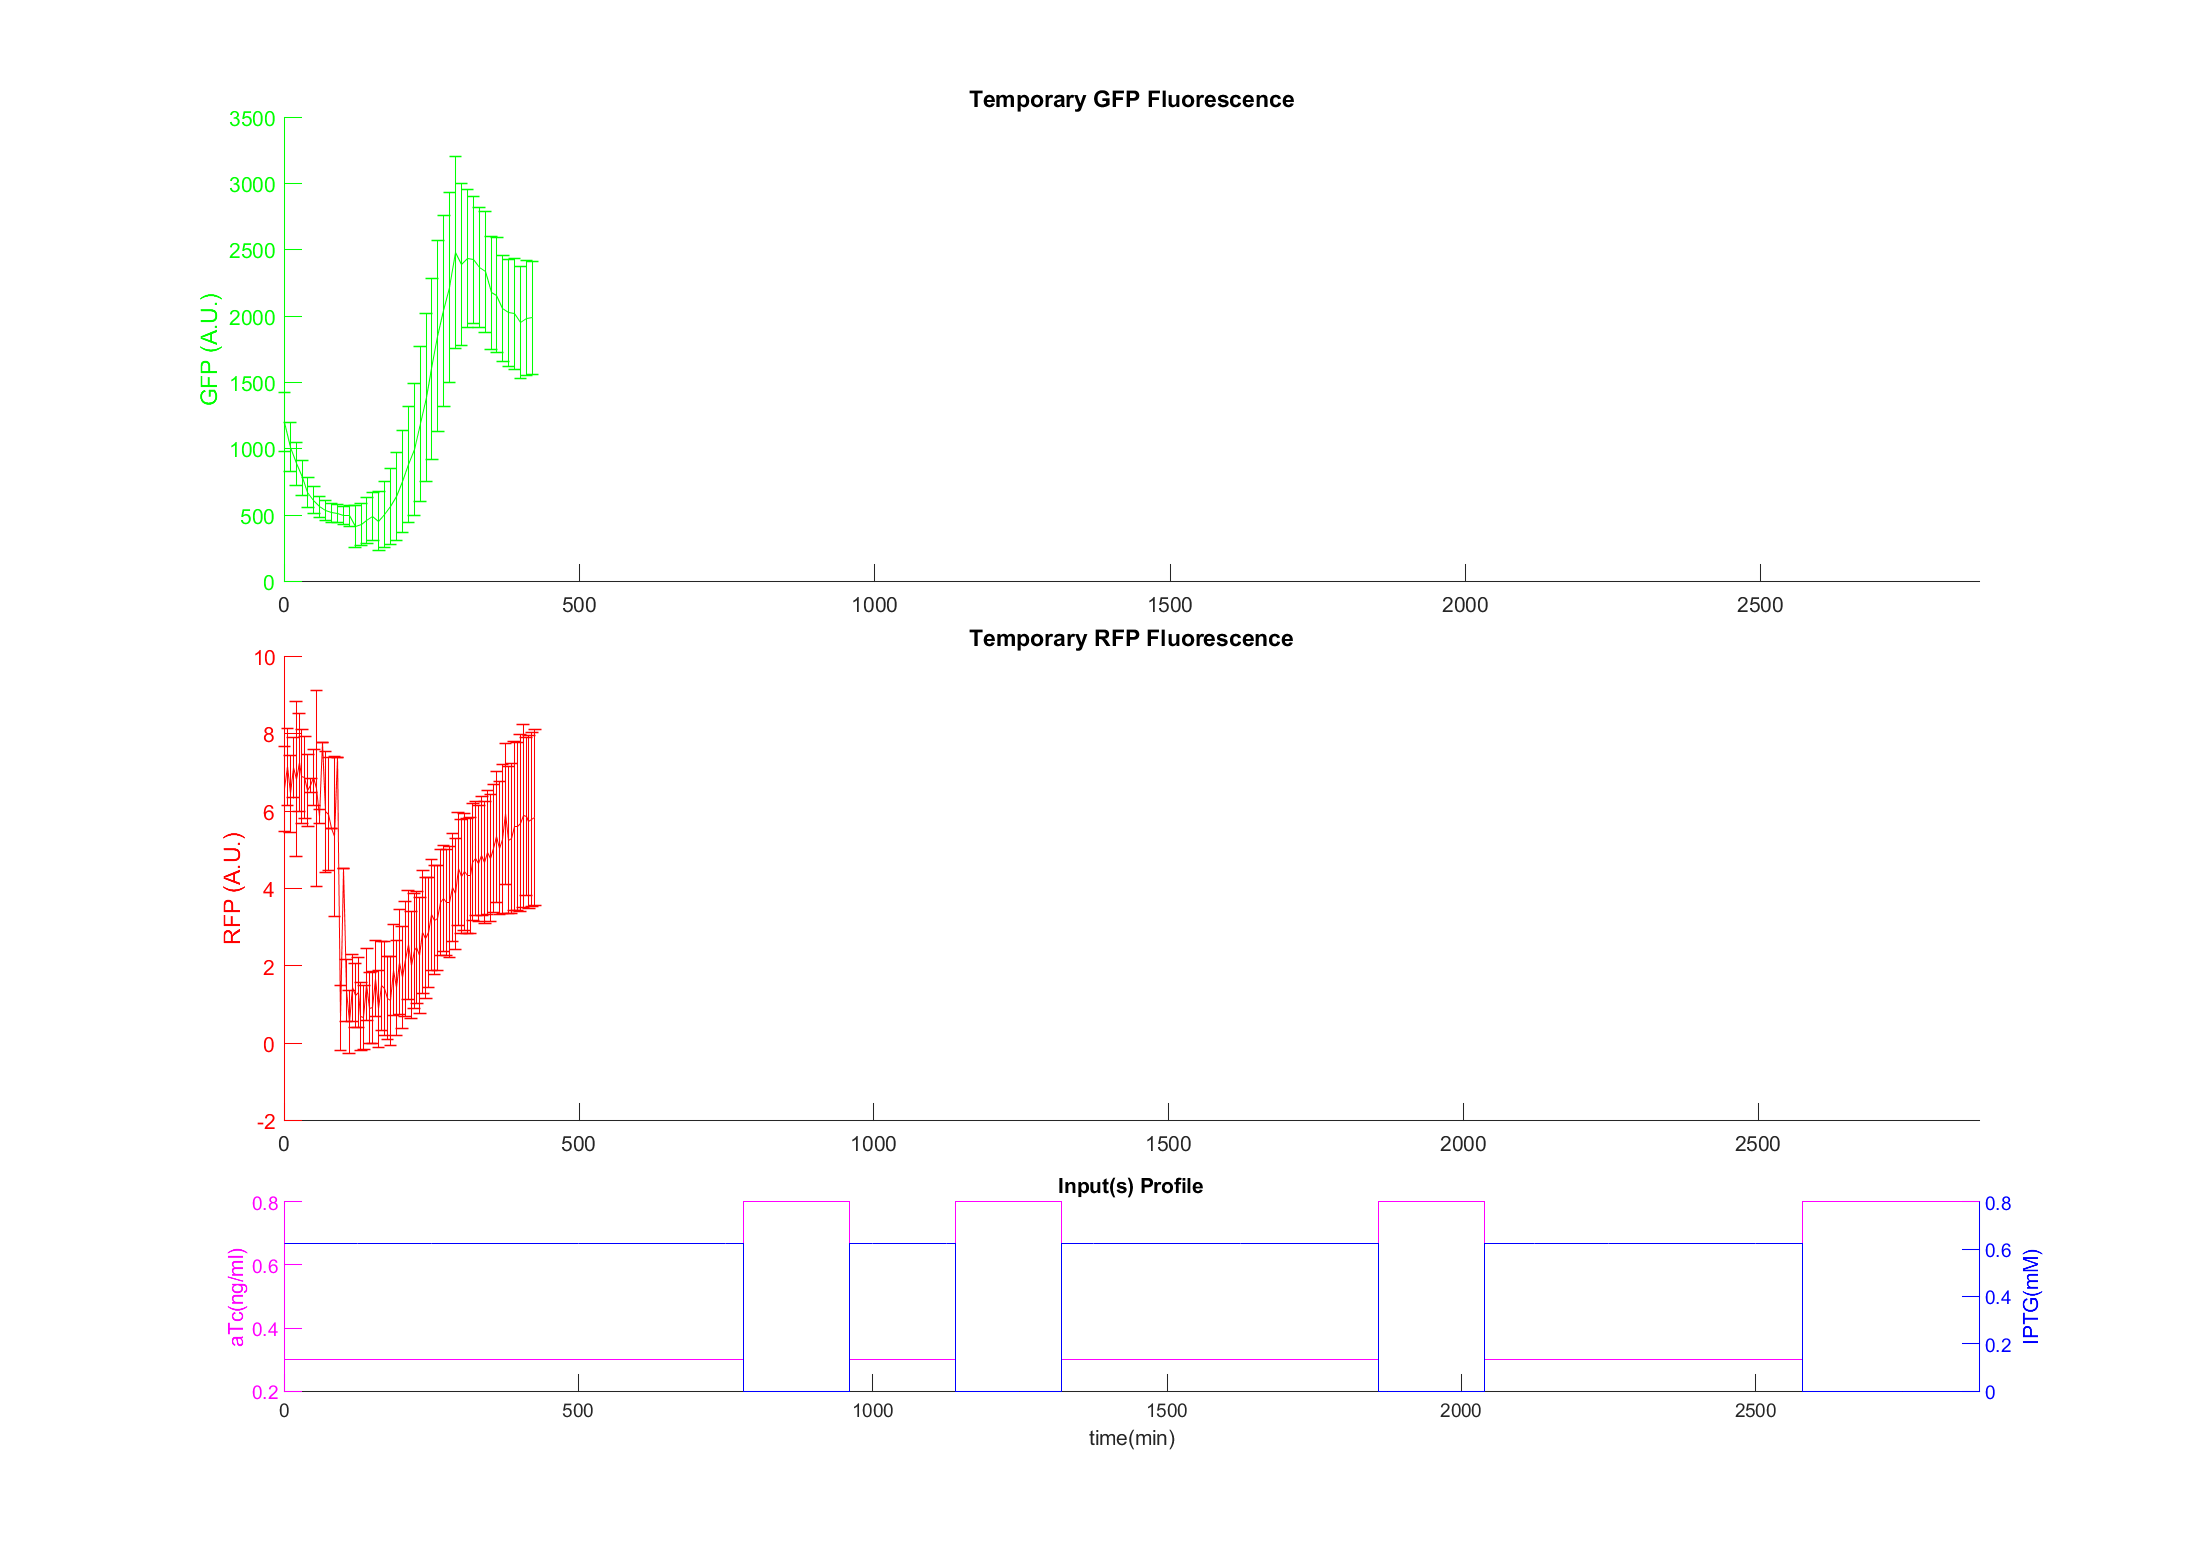 Temporary GFP Fluorescence
3500
3000
2500
2000
1500
1000
500
0
GFP (A.U.)
0 500 1000 1500 2000 2500
Temporary RFP Fluorescence
10
8
6
4
2
0
-2
RFP (A.U.)
0 500 1000 1500 2000 2500
Input(s) Profile
0.8
0.6
0.4
0.2
aTc(ng/ml)
0.8
0.6
0.4
0.2
0
IPTG(mM)
0 500 1000 1500 2000 2500
time(min)